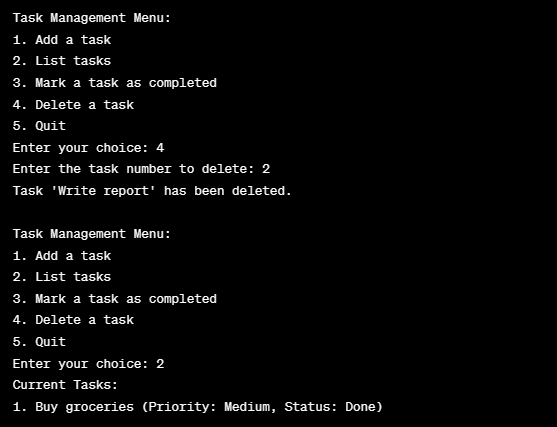 Task Management Menu:
1. Add a task
2. List tasks
3. Mark a task as completed
4. Delete a task
5. Quit
Enter your choice: 4
Enter the task number to delete: 2
Task 'Write report' has been deleted.

Task Management Menu:
1. Add a task
2. List tasks
3. Mark a task as completed
4. Delete a task
5. Quit
Enter your choice: 2
Current Tasks:
1. Buy groceries (Priority: Medium, Status: Done)